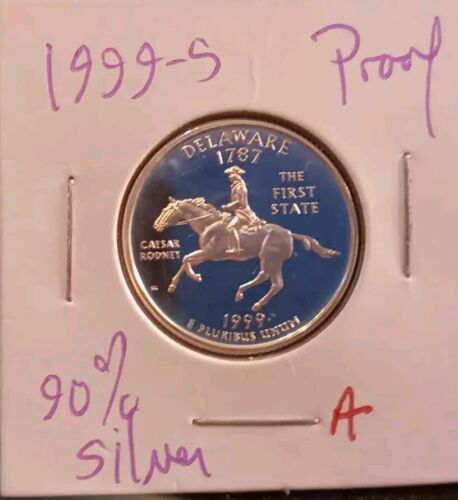 1999-S Proof
DELAWARE
1787
THE
FIRST
STATE
CAESAR
RODNEY
1999
E PLURIBUS UNUM
90%
silver
A